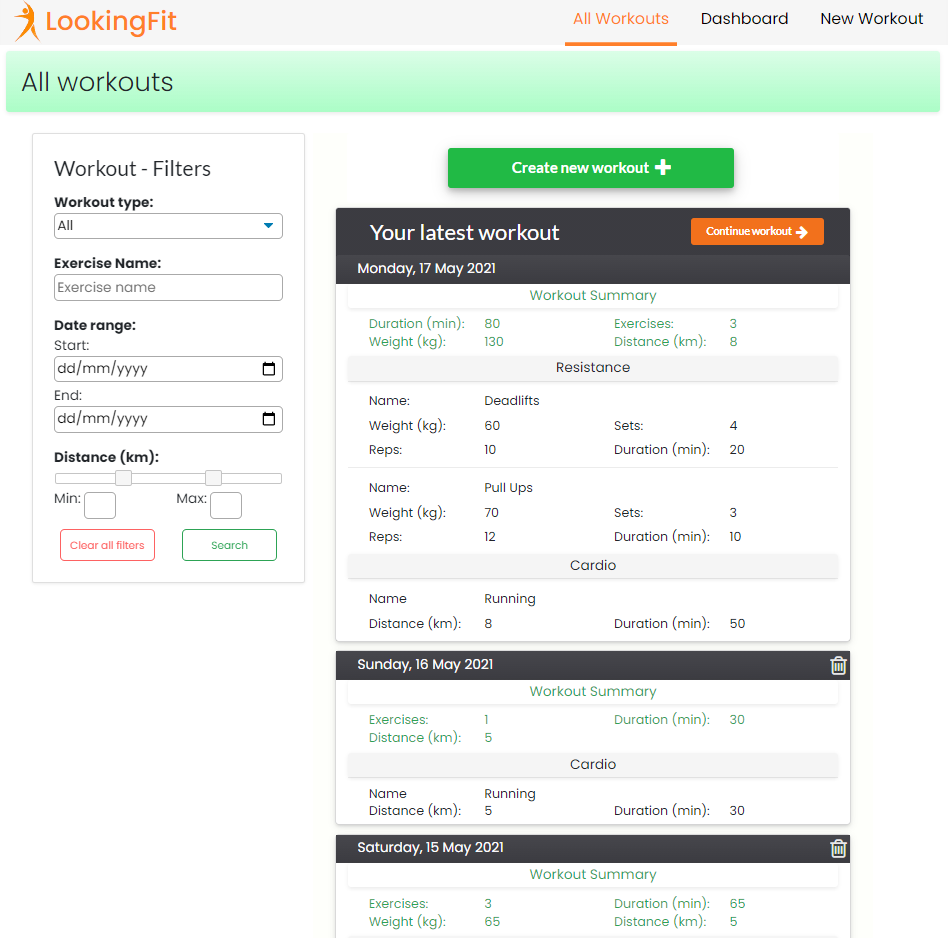 LookingFit
All Workouts Dashboard New Workout
All workouts
Workout - Filters
Workout type:
All
Exercise Name:
Exercise name
Date range:
Start:
dd/mm/yyyy
End:
dd/mm/yyyy
Distance (km):
Min: Max:
Clear all filters Search
Create new workout
Your latest workout Continue workout
Monday, 17 May 2021
Workout Summary
Duration (min): 80 Exercises: 3
Weight (kg): 130 Distance (km): 8
Resistance
Name: Deadlifts
Weight (kg): 60 Sets: 4
Reps: 10 Duration (min): 20
Name: Pull Ups
Weight (kg): 70 Sets: 3
Reps: 12 Duration (min): 10
Cardio
Name Running
Distance (km): 8 Duration (min): 50
Sunday, 16 May 2021
Workout Summary
Exercises: 1 Duration (min): 30
Distance (km): 5
Cardio
Name Running
Distance (km): 5 Duration (min): 30
Saturday, 15 May 2021
Workout Summary
Exercises: 3 Duration (min): 65
Weight (kg): 65 Distance (km): 5